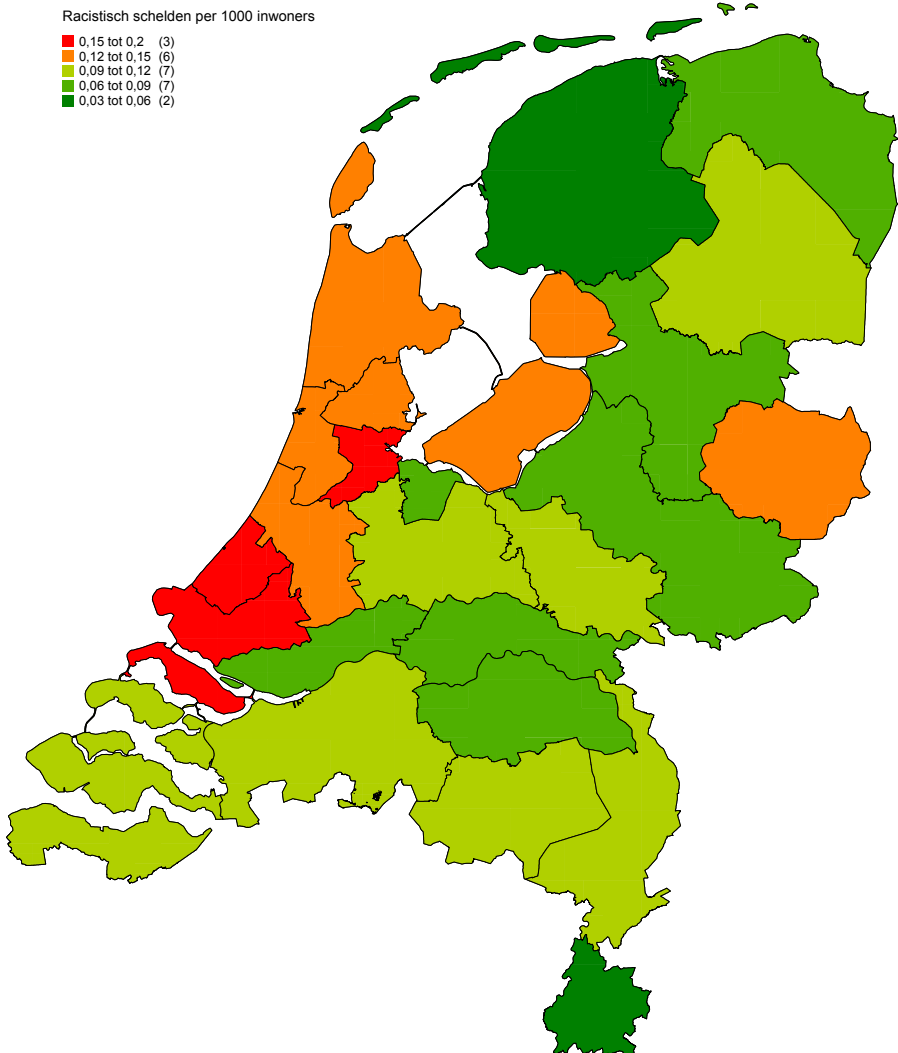 Racistisch schelden per 1000 inwoners
0,15 tot 0,2 (3)
0,12 tot 0,15 (6)
0,09 tot 0,12 (7)
0,06 tot 0,09 (7)
0,03 tot 0,06 (2)